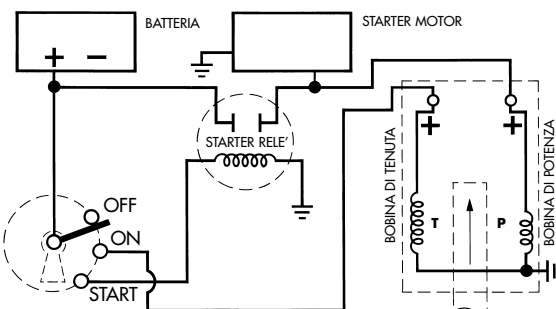 BATTERIA
STARTER MOTOR
+ −
STARTER RELE'
BOBINA DI TENUTA
+
+
BOBINA DI POTENZA
T
P
OFF
ON
START